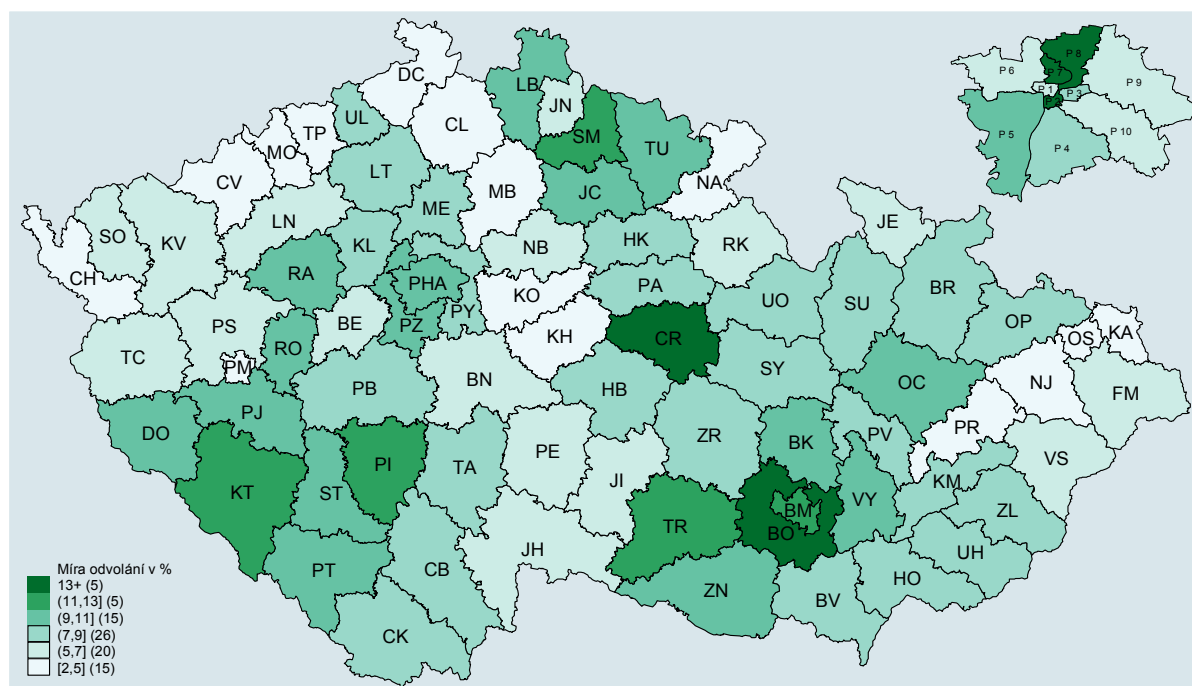 DC
LB
JN
UL
TP
CL
SM
TU
MO
CV
LT
MB
NA
JC
ME
SO
KV
LN
NB
HK
RK
JE
CH
RA
KL
PHA
KO
PA
UO
SU
BR
PS
RO
BE
PZ
PY
KH
CR
OP
OS
KA
TC
PM
PB
BN
HB
SY
OC
NJ
FM
PJ
DO
PR
KT
ST
PI
TA
PE
JI
ZR
BK
PV
VS
VY
KM
ZL
TR
BM
BO
UH
PT
CB
JH
ZN
BV
HO
CK
P 8
P 6
P 7
P 1
P 3
P 2
P 9
P 5
P 4
P 10
Míra odvolání v %
13+ (5)
(11,13] (5)
(9,11] (15)
(7,9] (26)
(5,7] (20)
[2,5] (15)